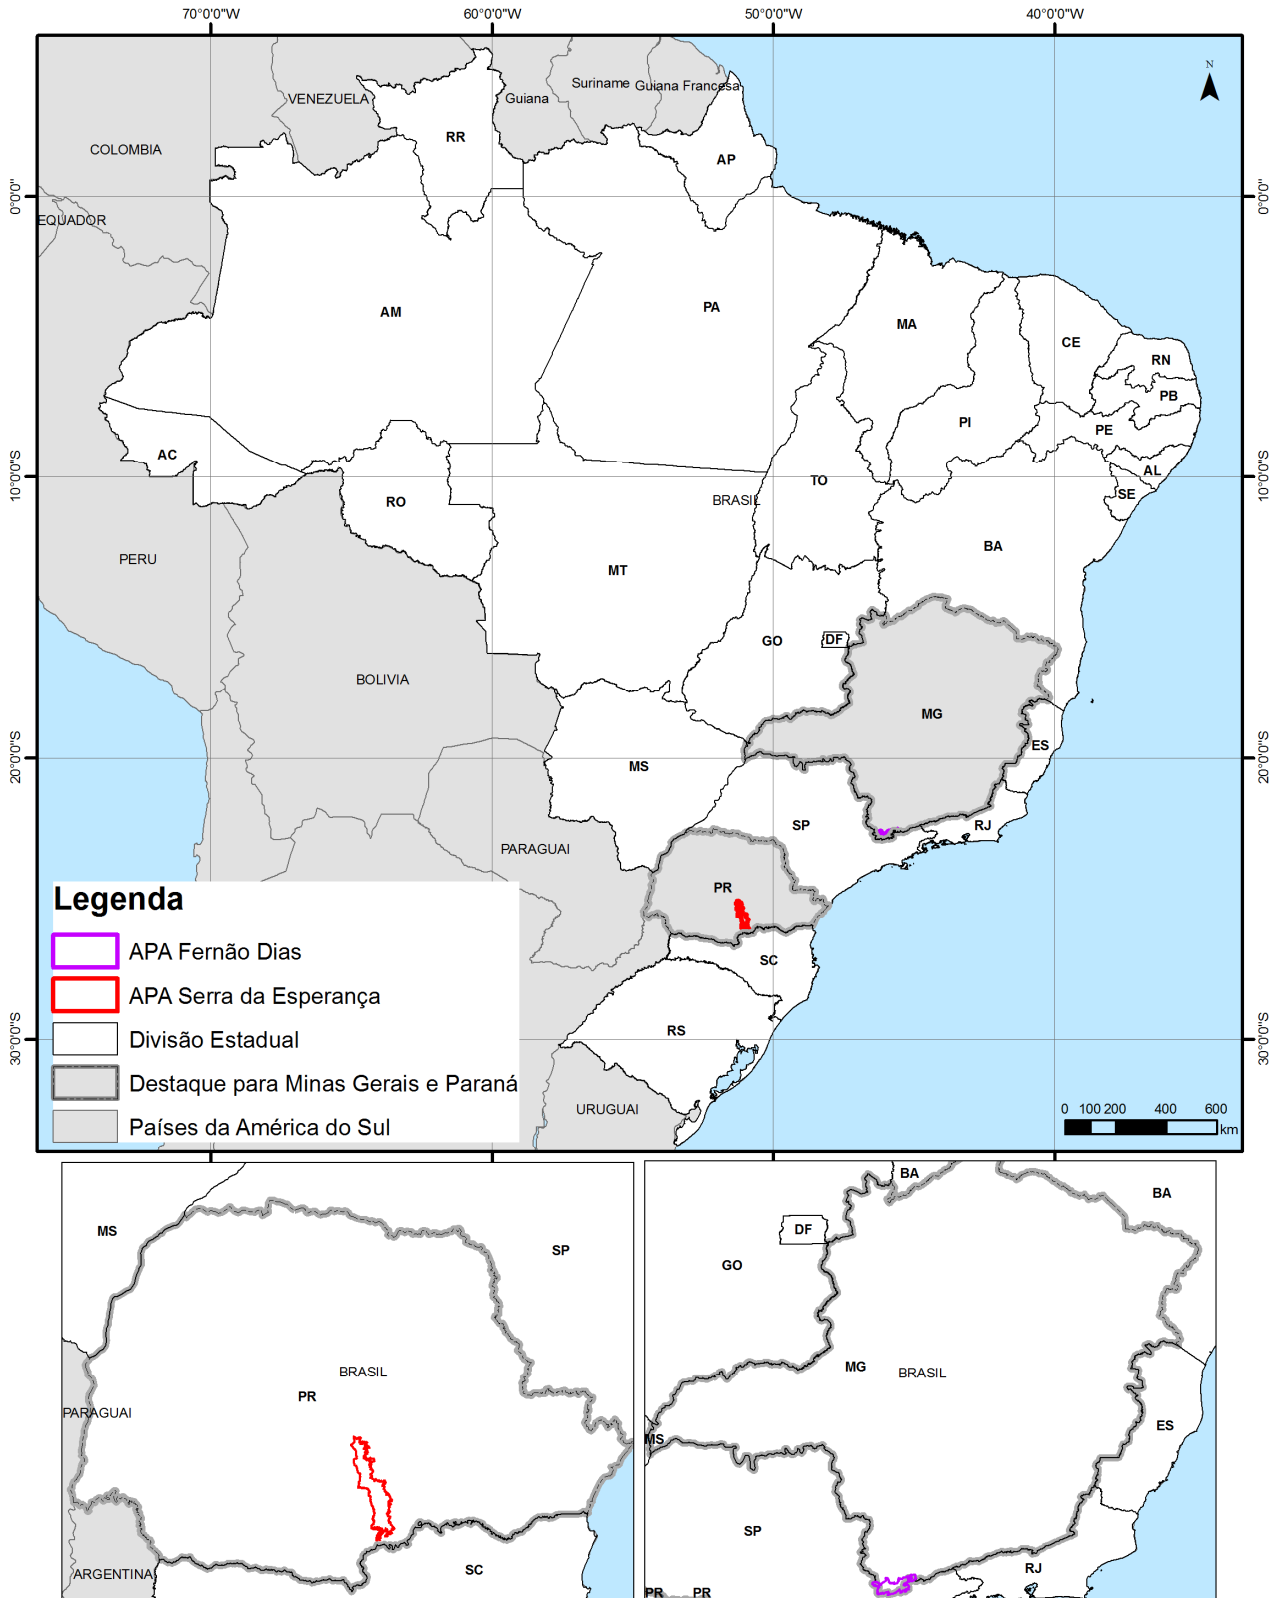 70°0'0"W 60°0'0"W 50°0'0"W 40°0'0"W
N
VENEZUELA
Suriname
Guiana Francesa
Guiana
RR
COLOMBIA
AP
0°0'0"
0°0'0"
EQUADOR
AM
PA
MA
CE
RN
PB
PI
PE
AC
AL
10°0'0"S
10°0'0"S
TO
SE
RO
BRASIL
BA
PERU
MT
GO
DF
BOLIVIA
MG
ES
20°0'0"S
20°0'0"S
MS
SP
RJ
PARAGUAI
PR
Legenda
APA Fernão Dias
SC
APA Serra da Esperança
RS
30°0'0"S
30°0'0"S
Divisão Estadual
Destaque para Minas Gerais e Paraná
URUGUAI
0 100 200 400 600
km
Países da América do Sul
MS
SP
BRASIL
PR
PARAGUAI
ARGENTINA
SC
BA
BA
DF
GO
MG
BRASIL
MS
ES
SP
RJ
PR
PR